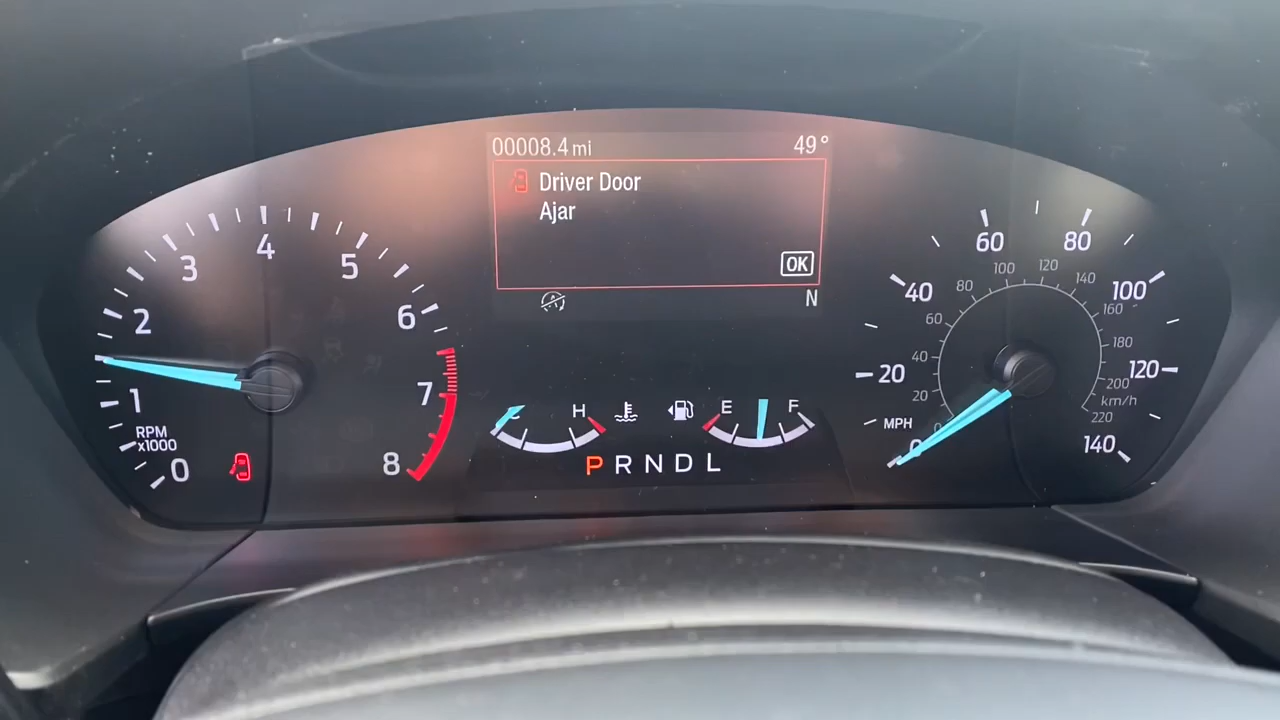 00008.4 mi 49°
Driver Door
Ajar
OK
N
0 1 2 3 4 5 6 7 8
RPM
x1000
H
E F
P R N D L
0 20 40 60 80 100 120 140
MPH
0 20 40 60 80 100 120 140 160 180 200 220
km/h